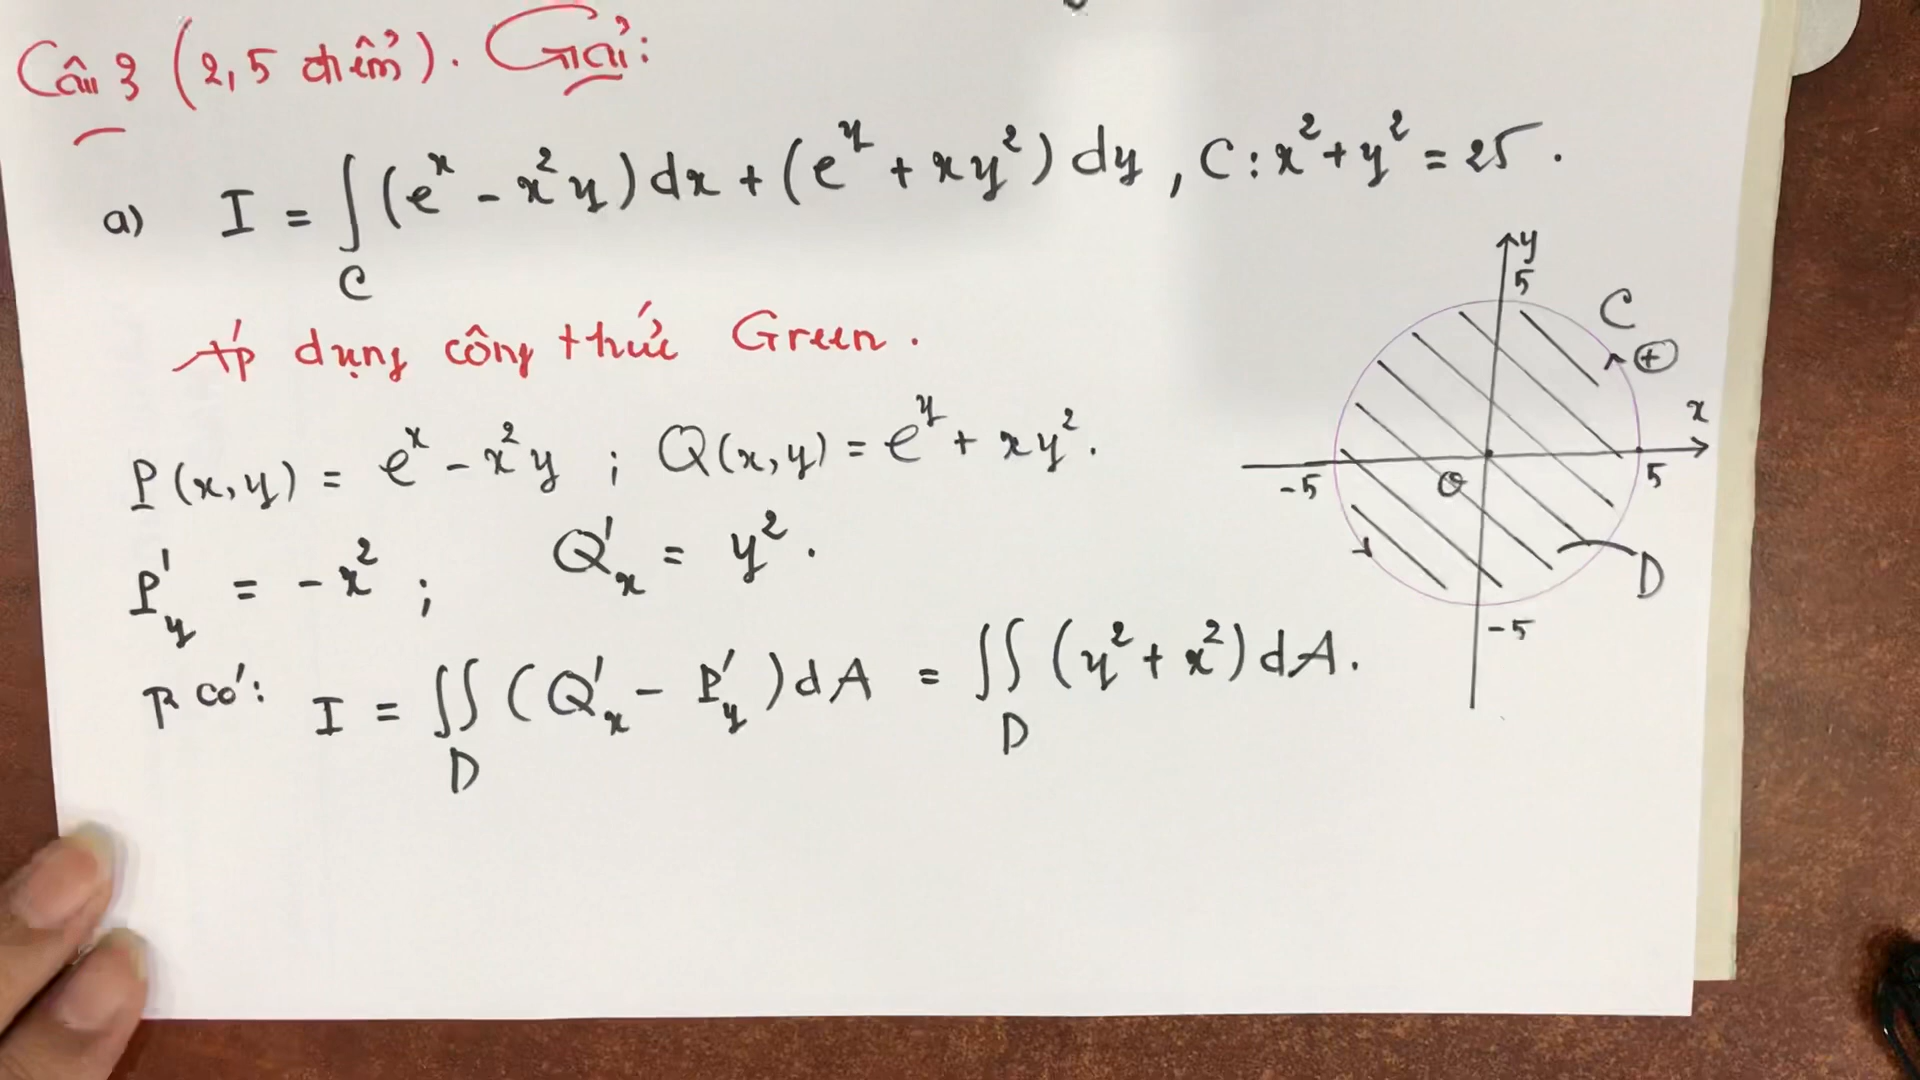 Câu 3 (2,5 điểm). Giải:
a) I = ∫_C (e^x - x²y) dx + (e^y + xy²) dy , C: x² + y² = 25 .
Áp dụng công thức Green .
P(x,y) = e^x - x²y ; Q(x,y) = e^y + xy² .
P'_y = -x² ; Q'_x = y² .
Ta có: I = ∬_D (Q'_x - P'_y) dA = ∬_D (y² + x²) dA .
y
5
C
+
x
-5
O
5
D
-5